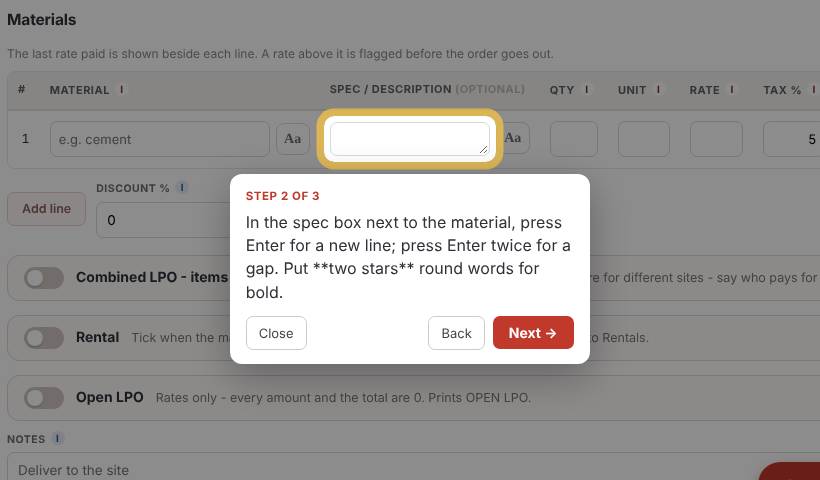 Materials
The last rate paid is shown beside each line. A rate above it is flagged before the order goes out.
# MATERIAL I SPEC / DESCRIPTION (OPTIONAL) QTY I UNIT I RATE I TAX % I
1 e.g. cement Aa Aa 5
DISCOUNT % I
Add line
0
STEP 2 OF 3
In the spec box next to the material, press
Enter for a new line; press Enter twice for a
gap. Put **two stars** round words for
bold.
Close Back Next →
Combined LPO - items re for different sites - say who pays for
Rental Tick when the m to Rentals.
Open LPO Rates only - every amount and the total are 0. Prints OPEN LPO.
NOTES I
Deliver to the site